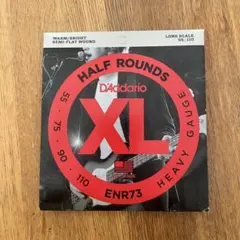 WARM/BRIGHT
SEMI-FLAT WOUND
LONG SCALE
55-110
HALF ROUNDS
D'Addario
XL
55 - 75 - 90 - 110
HEAVY GAUGE
ENR73